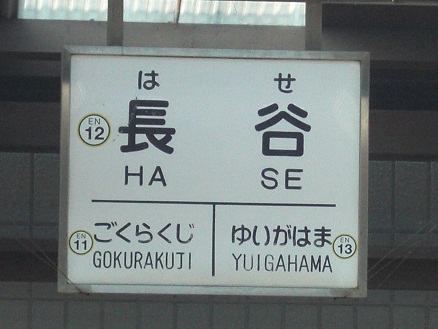 は せ
EN 12 長 谷
HA SE
EN 11 ごくらくじ ゆいがはま EN 13
GOKURAKUJI YUIGAHAMA